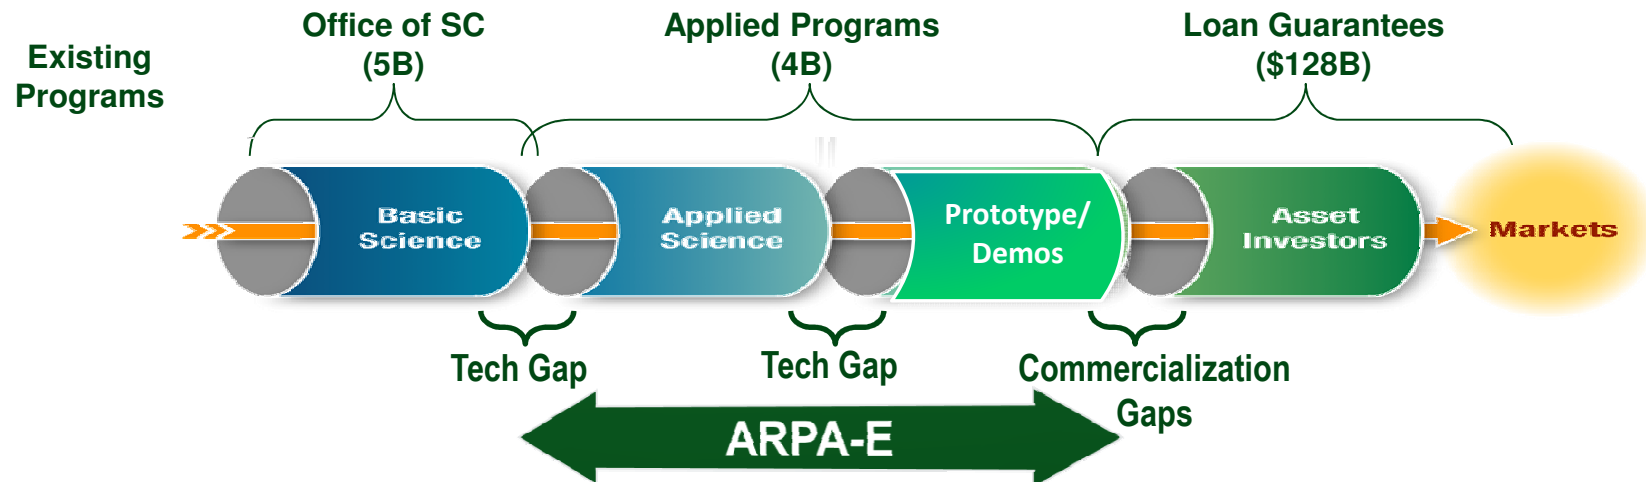 Existing
Programs
Office of SC
(5B)
Applied Programs
(4B)
Loan Guarantees
($128B)
Basic
Science
Applied
Science
Prototype/
Demos
Asset
Investors
Markets
Tech Gap
Tech Gap
Commercialization
Gaps
ARPA-E